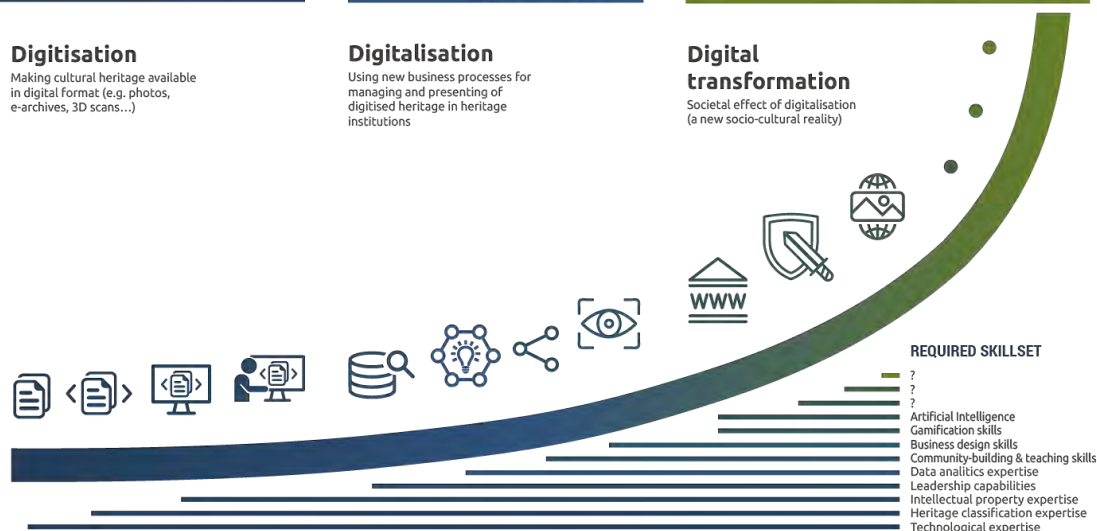 Digitisation
Making cultural heritage available
in digital format (e.g. photos,
e-archives, 3D scans...)
Digitalisation
Using new business processes for
managing and presenting of
digitised heritage in heritage
institutions
Digital
transformation
Societal effect of digitalisation
(a new socio-cultural reality)
WWW
REQUIRED SKILLSET
?
?
?
Artificial Intelligence
Gamification skills
Business design skills
Community-building & teaching skills
Data analitics expertise
Leadership capabilities
Intellectual property expertise
Heritage classification expertise
Technological expertise